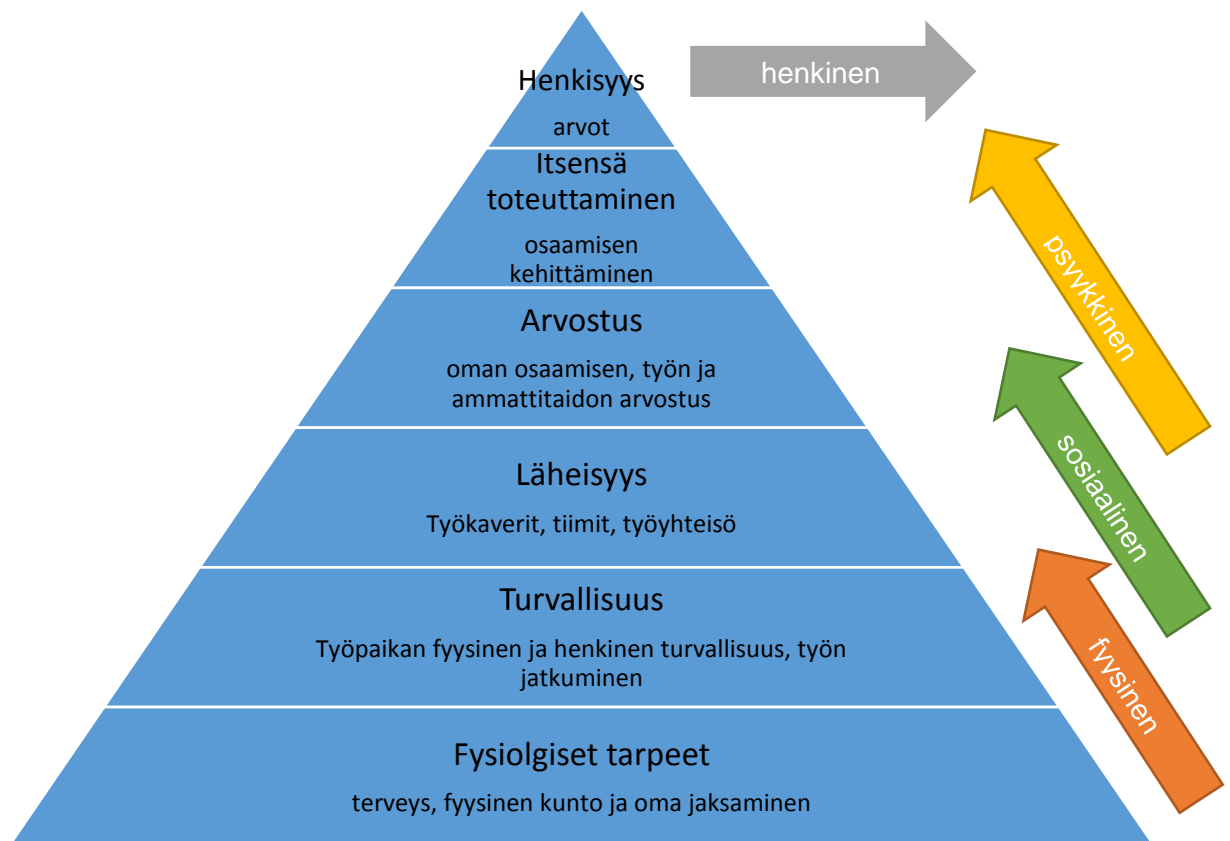 Henkisyys
arvot
Itsensä
toteuttaminen
osaamisen
kehittäminen
Arvostus
oman osaamisen, työn ja
ammattitaidon arvostus
Läheisyys
Työkaverit, tiimit, työyhteisö
Turvallisuus
Työpaikan fyysinen ja henkinen turvallisuus, työn
jatkuminen
Fysiolgiset tarpeet
terveys, fyysinen kunto ja oma jaksaminen
henkinen
psyykkinen
sosiaalinen
fyysinen